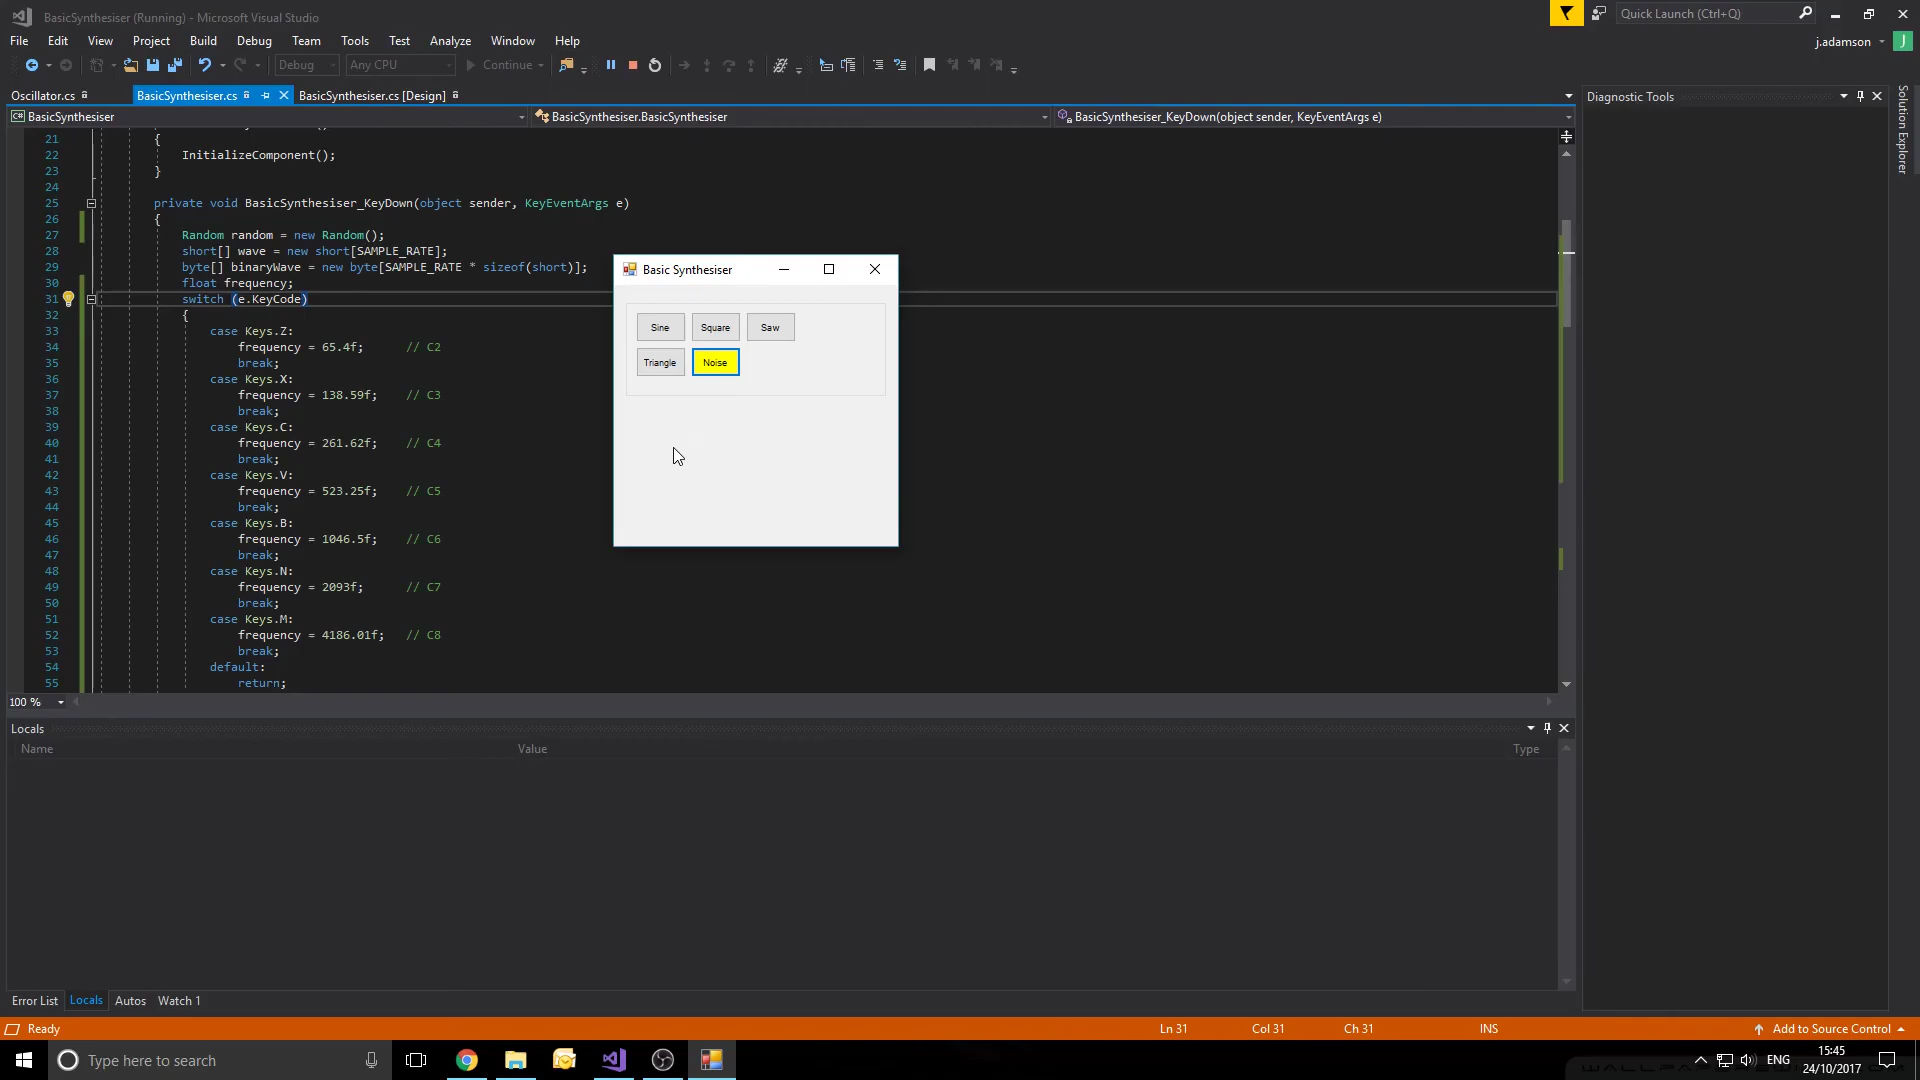 BasicSynthesiser (Running) - Microsoft Visual Studio
Quick Launch (Ctrl+Q)
File Edit View Project Build Debug Team Tools Test Analyze Window Help
j.adamson J
Debug Any CPU Continue
Oscillator.cs BasicSynthesiser.cs BasicSynthesiser.cs [Design]
Diagnostic Tools
Solution Explorer
BasicSynthesiser BasicSynthesiser.BasicSynthesiser BasicSynthesiser_KeyDown(object sender, KeyEventArgs e)
21 {
22 InitializeComponent();
23 }
24
25 private void BasicSynthesiser_KeyDown(object sender, KeyEventArgs e)
26 {
27 Random random = new Random();
28 short[] wave = new short[SAMPLE_RATE];
29 byte[] binaryWave = new byte[SAMPLE_RATE * sizeof(short)];
30 float frequency;
31 switch (e.KeyCode)
32 {
33 case Keys.Z:
34 frequency = 65.4f; // C2
35 break;
36 case Keys.X:
37 frequency = 138.59f; // C3
38 break;
39 case Keys.C:
40 frequency = 261.62f; // C4
41 break;
42 case Keys.V:
43 frequency = 523.25f; // C5
44 break;
45 case Keys.B:
46 frequency = 1046.5f; // C6
47 break;
48 case Keys.N:
49 frequency = 2093f; // C7
50 break;
51 case Keys.M:
52 frequency = 4186.01f; // C8
53 break;
54 default:
55 return;
Basic Synthesiser
Sine Square Saw
Triangle Noise
100 %
Locals
Name Value Type
Error List Locals Autos Watch 1
Ready Ln 31 Col 31 Ch 31 INS Add to Source Control
Type here to search
ENG
15:45
24/10/2017